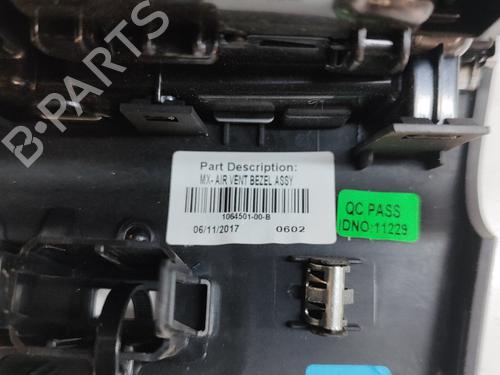 B-PARTS
Part Description:
MX- AIR VENT BEZEL ASSY
1064501-00-B
06/11/2017 0602
QC PASS
IDNO:11229